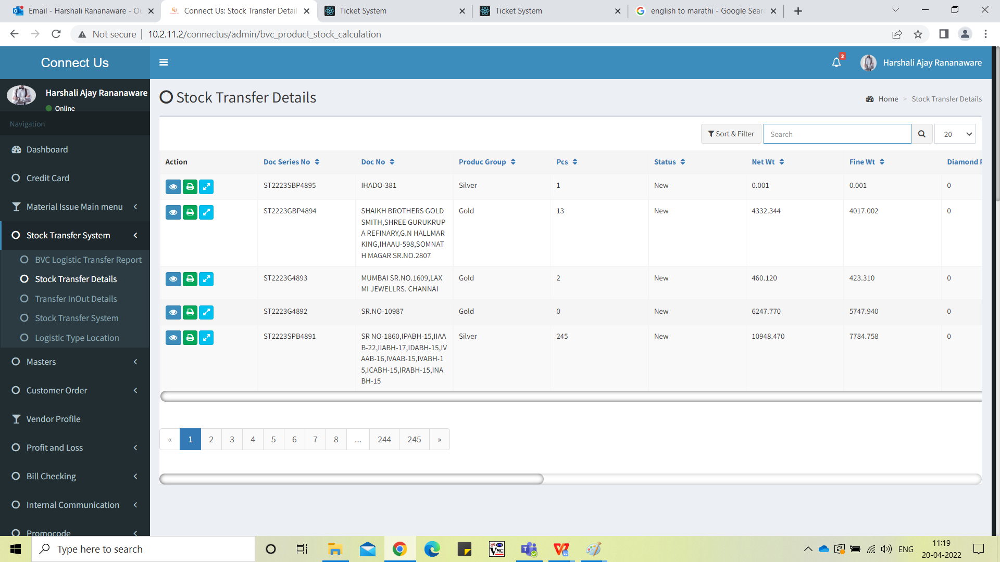 Email - Harshali Rananaware - Ou
Connect Us: Stock Transfer Detail
Ticket System
Ticket System
english to marathi - Google Sear
Not secure
10.2.11.2/connectus/admin/bvc_product_stock_calculation
Connect Us
2
Harshali Ajay Rananaware
Harshali Ajay Rananaware
Online
Navigation
Dashboard
Credit Card
Material Issue Main menu
Stock Transfer System
BVC Logistic Transfer Report
Stock Transfer Details
Transfer InOut Details
Stock Transfer System
Logistic Type Location
Masters
Customer Order
Vendor Profile
Profit and Loss
Bill Checking
Internal Communication
Promocode
Stock Transfer Details
Home > Stock Transfer Details
Sort & Filter
Search
20
Action Doc Series No Doc No Produc Group Pcs Status Net Wt Fine Wt Diamond P
ST2223SBP4895 IHADO-381 Silver 1 New 0.001 0.001 0
ST2223GBP4894 SHAIKH BROTHERS GOLD Gold 13 New 4332.344 4017.002 0
SMITH,SHREE GURUKRUP
A REFINARY,G.N HALLMAR
KING,IHAAU-598,SOMNAT
H MAGAR SR.NO.2807
ST2223G4893 MUMBAI SR.NO.1609,LAX Gold 2 New 460.120 423.310 0
MI JEWELLRS. CHANNAI
ST2223G4892 SR.NO-10987 Gold 0 New 6247.770 5747.940 0
ST2223SPB4891 SR NO-1860,IPABH-15,IIAA Silver 245 New 10948.470 7784.758 0
B-22,IIABH-17,IDABH-15,IV
AAB-16,IVAAB-15,IVABH-1
5,ICABH-15,IRABH-15,INA
BH-15
« 1 2 3 4 5 6 7 8 ... 244 245 »
Type here to search
VNC
ENG
11:19
20-04-2022